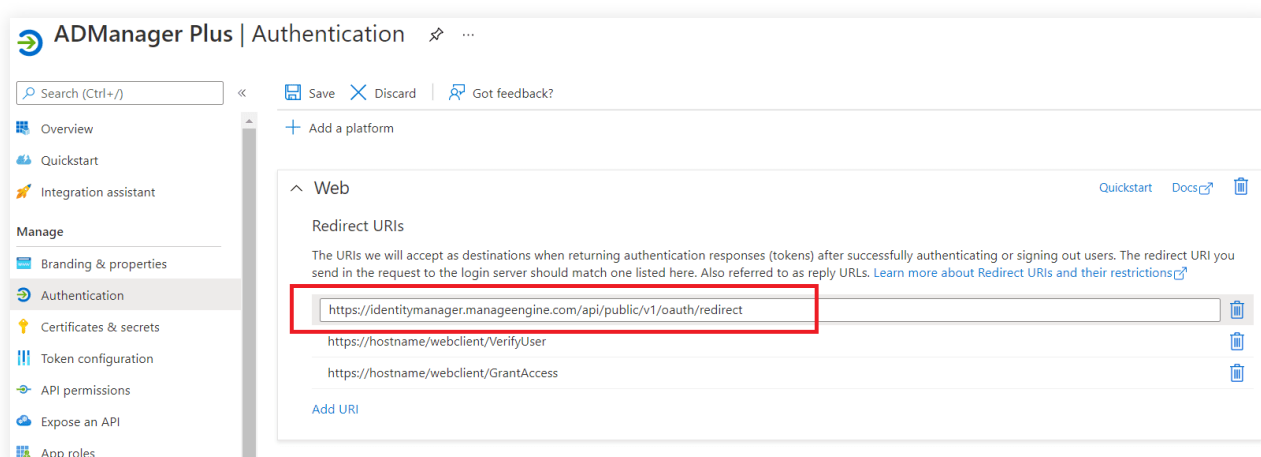 ADManager Plus | Authentication
Search (Ctrl+/)
Overview
Quickstart
Integration assistant
Manage
Branding & properties
Authentication
Certificates & secrets
Token configuration
API permissions
Expose an API
App roles
Save Discard Got feedback?
Add a platform
Web
Quickstart Docs
Redirect URIs
The URIs we will accept as destinations when returning authentication responses (tokens) after successfully authenticating or signing out users. The redirect URI you
send in the request to the login server should match one listed here. Also referred to as reply URLs. Learn more about Redirect URIs and their restrictions
https://identitymanager.manageengine.com/api/public/v1/oauth/redirect
https://hostname/webclient/VerifyUser
https://hostname/webclient/GrantAccess
Add URI